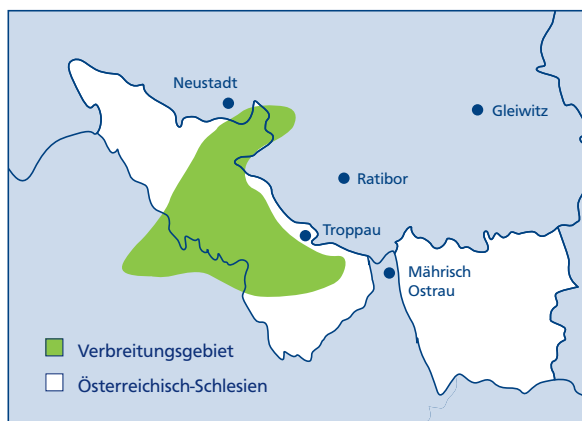 Neustadt
Gleiwitz
Ratibor
Troppau
Mährisch
Ostrau
Verbreitungsgebiet
Österreichisch-Schlesien